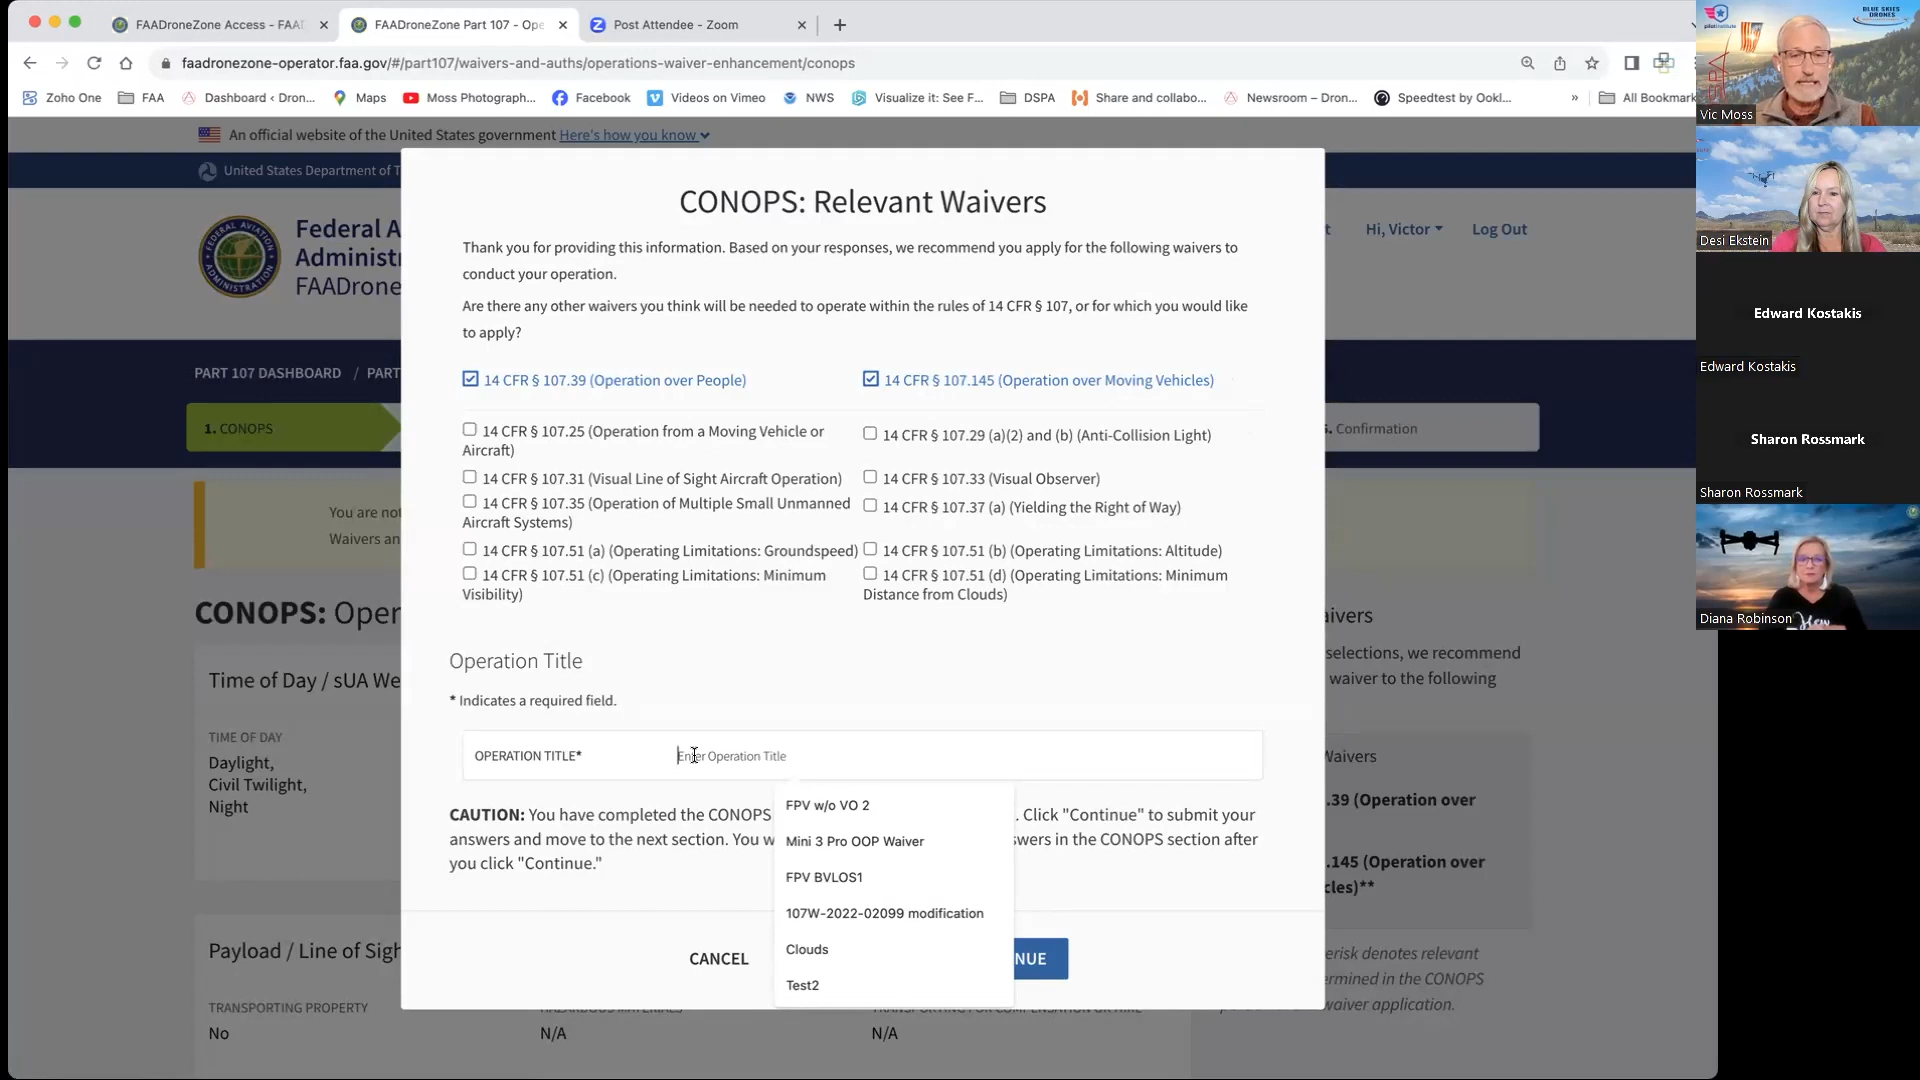 FAADroneZone Access - FAAD
FAADroneZone Part 107 - Ope
Post Attendee - Zoom
faadronezone-operator.faa.gov/#/part107/waivers-and-auths/operations-waiver-enhancement/conops
Zoho One
FAA
Dashboard ‹ Dron...
Maps
Moss Photograph...
Facebook
Videos on Vimeo
NWS
Visualize it: See F...
DSPA
Share and collabo...
Newsroom – Dron...
Speedtest by Ookl...
»
All Bookmark
An official website of the United States government Here's how you know
United States Department of T
Federal A
Administr
FAADrone
t
Hi, Victor
Log Out
PART 107 DASHBOARD / PART
1. CONOPS
. Confirmation
You are not
Waivers an
CONOPS: Oper
Time of Day / sUA We
TIME OF DAY
Daylight,
Civil Twilight,
Night
Payload / Line of Sigh
TRANSPORTING PROPERTY
No
N/A
N/A
CONOPS: Relevant Waivers
Thank you for providing this information. Based on your responses, we recommend you apply for the following waivers to
conduct your operation.
Are there any other waivers you think will be needed to operate within the rules of 14 CFR § 107, or for which you would like
to apply?
14 CFR § 107.39 (Operation over People)
14 CFR § 107.145 (Operation over Moving Vehicles)
14 CFR § 107.25 (Operation from a Moving Vehicle or
Aircraft)
14 CFR § 107.29 (a)(2) and (b) (Anti-Collision Light)
14 CFR § 107.31 (Visual Line of Sight Aircraft Operation)
14 CFR § 107.33 (Visual Observer)
14 CFR § 107.35 (Operation of Multiple Small Unmanned
Aircraft Systems)
14 CFR § 107.37 (a) (Yielding the Right of Way)
14 CFR § 107.51 (a) (Operating Limitations: Groundspeed)
14 CFR § 107.51 (b) (Operating Limitations: Altitude)
14 CFR § 107.51 (c) (Operating Limitations: Minimum
Visibility)
14 CFR § 107.51 (d) (Operating Limitations: Minimum
Distance from Clouds)
Operation Title
* Indicates a required field.
OPERATION TITLE*
Enter Operation Title
CAUTION: You have completed the CONOPS . Click "Continue" to submit your
answers and move to the next section. You w swers in the CONOPS section after
you click "Continue."
FPV w/o VO 2
Mini 3 Pro OOP Waiver
FPV BVLOS1
107W-2022-02099 modification
Clouds
Test2
CANCEL
NUE
aivers
selections, we recommend
waiver to the following
Waivers
.39 (Operation over
.145 (Operation over
cles)**
erisk denotes relevant
rmined in the CONOPS
waiver application.
BLUE SKIES
DRONES
Vic Moss
Desi Ekstein
Edward Kostakis
Edward Kostakis
Sharon Rossmark
Sharon Rossmark
Diana Robinson